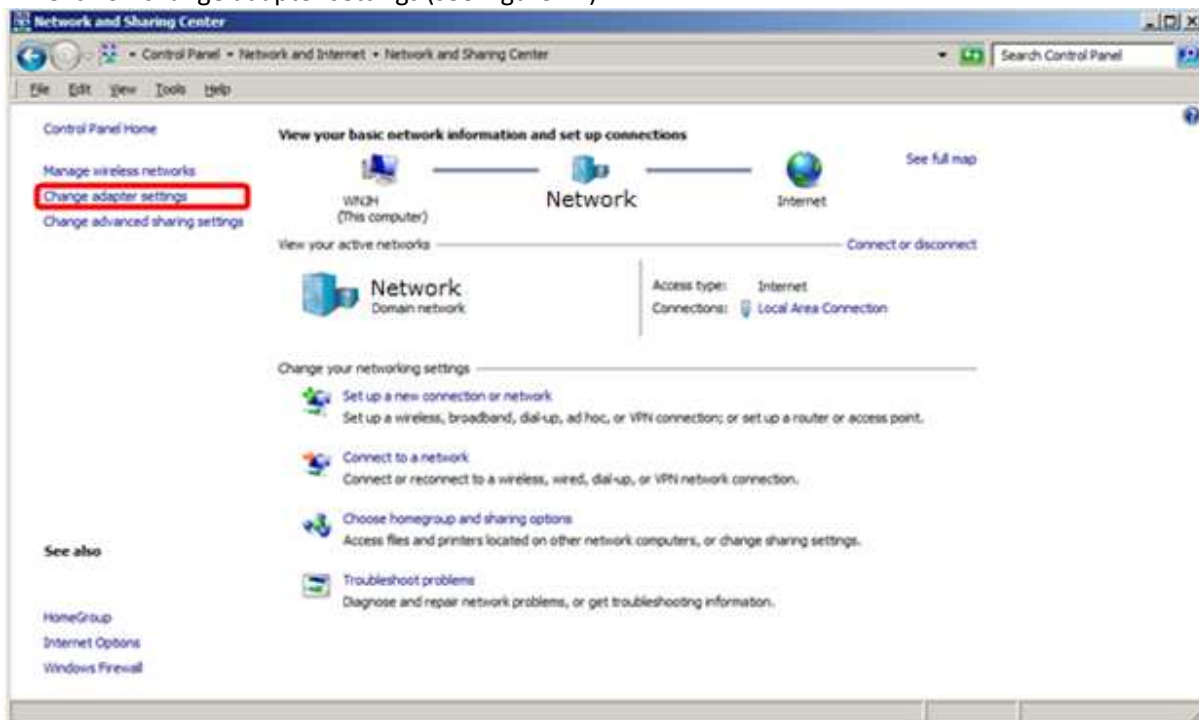 Network and Sharing Center
Control Panel • Network and Internet • Network and Sharing Center
Search Control Panel
File Edit View Tools Help
Control Panel Home
Manage wireless networks
Change adapter settings
Change advanced sharing settings
See also
HomeGroup
Internet Options
Windows Firewall
View your basic network information and set up connections
See full map
(This computer)
Network
Internet
View your active networks
Connect or disconnect
Network
Domain network
Access type: Internet
Connections: Local Area Connection
Change your networking settings
Set up a new connection or network
Set up a wireless, broadband, dial-up, ad hoc, or VPN connection; or set up a router or access point.
Connect to a network
Connect or reconnect to a wireless, wired, dial-up, or VPN network connection.
Choose homegroup and sharing options
Access files and printers located on other network computers, or change sharing settings.
Troubleshoot problems
Diagnose and repair network problems, or get troubleshooting information.